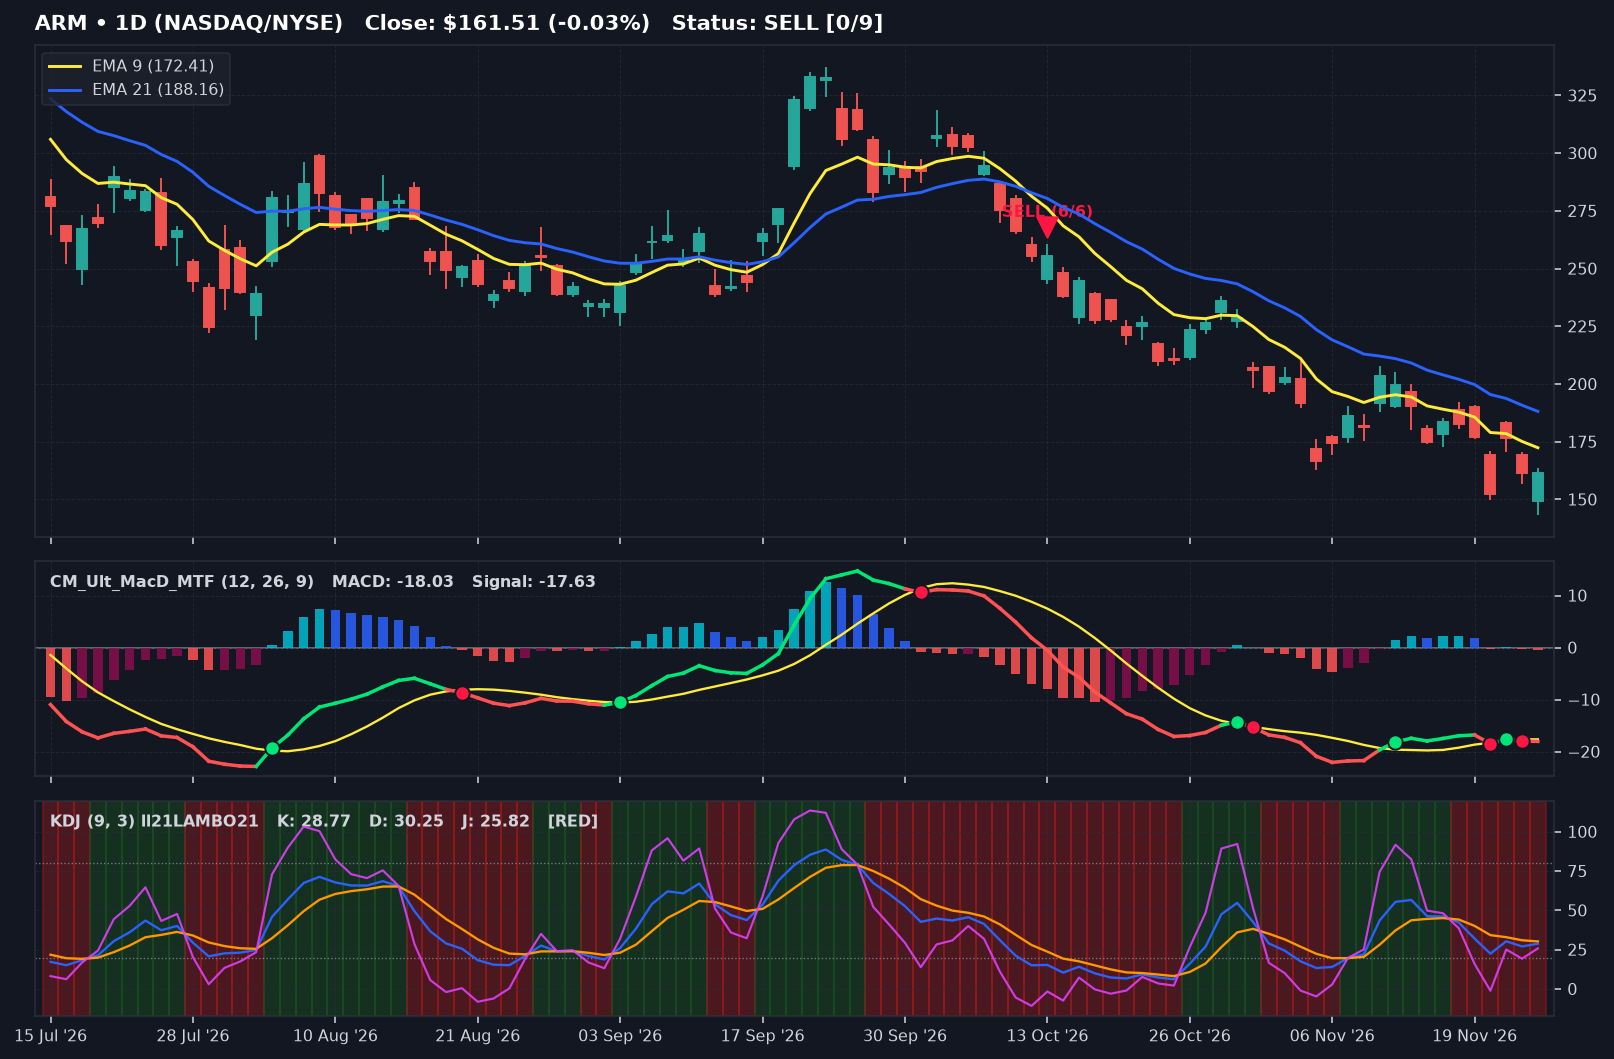 ARM • 1D (NASDAQ/NYSE)   Close: $161.51 (-0.03%)   Status: SELL [0/9]
EMA 9 (172.41)
EMA 21 (188.16)
SELL (6/6)
325
300
275
250
225
200
175
150
CM_Ult_MacD_MTF (12, 26, 9)   MACD: -18.03   Signal: -17.63
10
0
−10
−20
KDJ (9, 3) II21LAMBO21   K: 28.77   D: 30.25   J: 25.82   [RED]
100
75
50
25
0
15 Jul '26
28 Jul '26
10 Aug '26
21 Aug '26
03 Sep '26
17 Sep '26
30 Sep '26
13 Oct '26
26 Oct '26
06 Nov '26
19 Nov '26